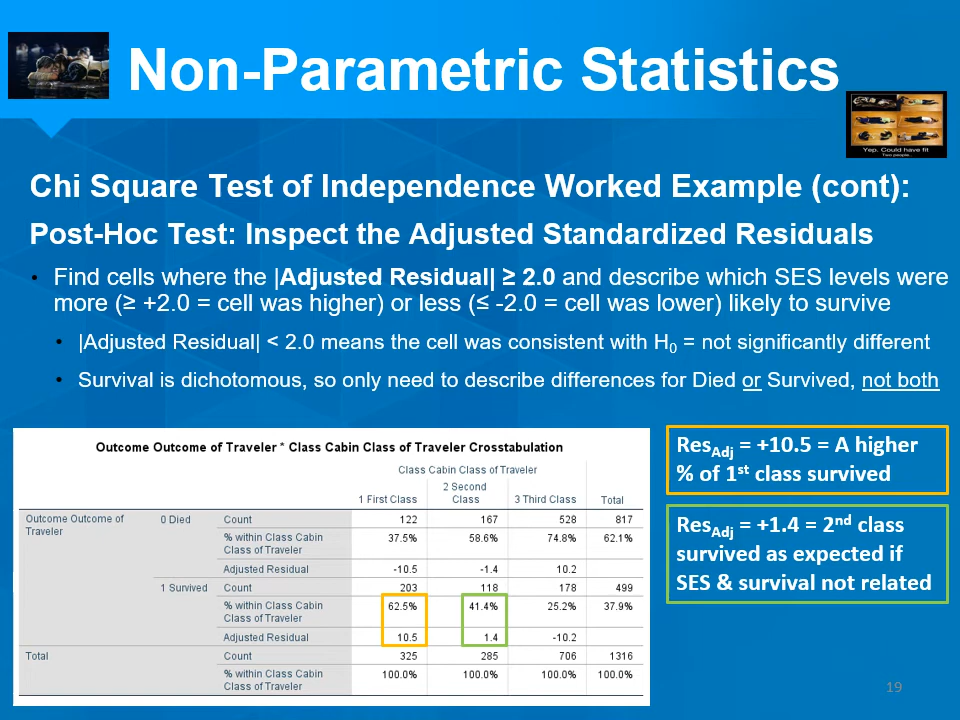 Non-Parametric Statistics
Yep. Could have fit
Two people..
Chi Square Test of Independence Worked Example (cont):
Post-Hoc Test: Inspect the Adjusted Standardized Residuals
• Find cells where the |Adjusted Residual| ≥ 2.0 and describe which SES levels were
more (≥ +2.0 = cell was higher) or less (≤ -2.0 = cell was lower) likely to survive
• |Adjusted Residual| < 2.0 means the cell was consistent with H0 = not significantly different
• Survival is dichotomous, so only need to describe differences for Died or Survived, not both
Outcome Outcome of Traveler * Class Cabin Class of Traveler Crosstabulation
Class Cabin Class of Traveler
1 First Class 2 Second Class 3 Third Class Total
Outcome Outcome of Traveler 0 Died Count 122 167 528 817
% within Class Cabin Class of Traveler 37.5% 58.6% 74.8% 62.1%
Adjusted Residual -10.5 -1.4 10.2
1 Survived Count 203 118 178 499
% within Class Cabin Class of Traveler 62.5% 41.4% 25.2% 37.9%
Adjusted Residual 10.5 1.4 -10.2
Total Count 325 285 706 1316
% within Class Cabin Class of Traveler 100.0% 100.0% 100.0% 100.0%
ResAdj = +10.5 = A higher
% of 1st class survived
ResAdj = +1.4 = 2nd class
survived as expected if
SES & survival not related
19